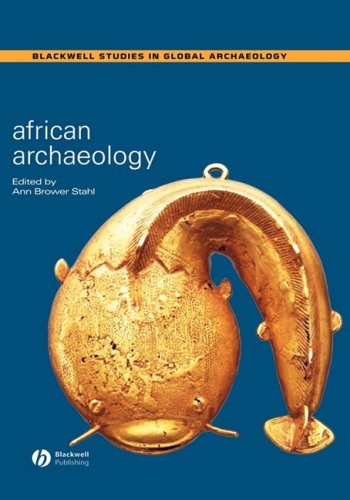 BLACKWELL STUDIES IN GLOBAL ARCHAEOLOGY
african
archaeology
Edited by
Ann Brower Stahl
Blackwell
Publishing